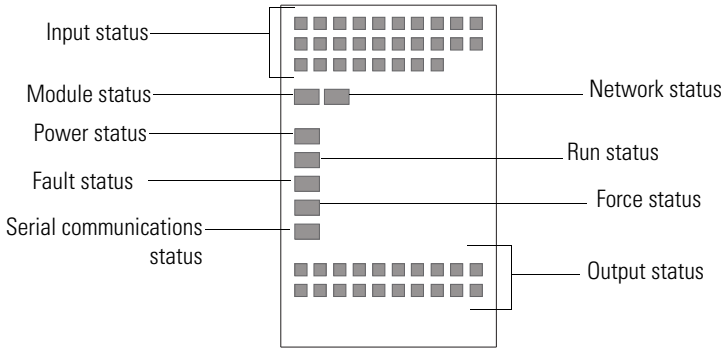 Input status
Module status
Network status
Power status
Run status
Fault status
Force status
Serial communications
status
Output status